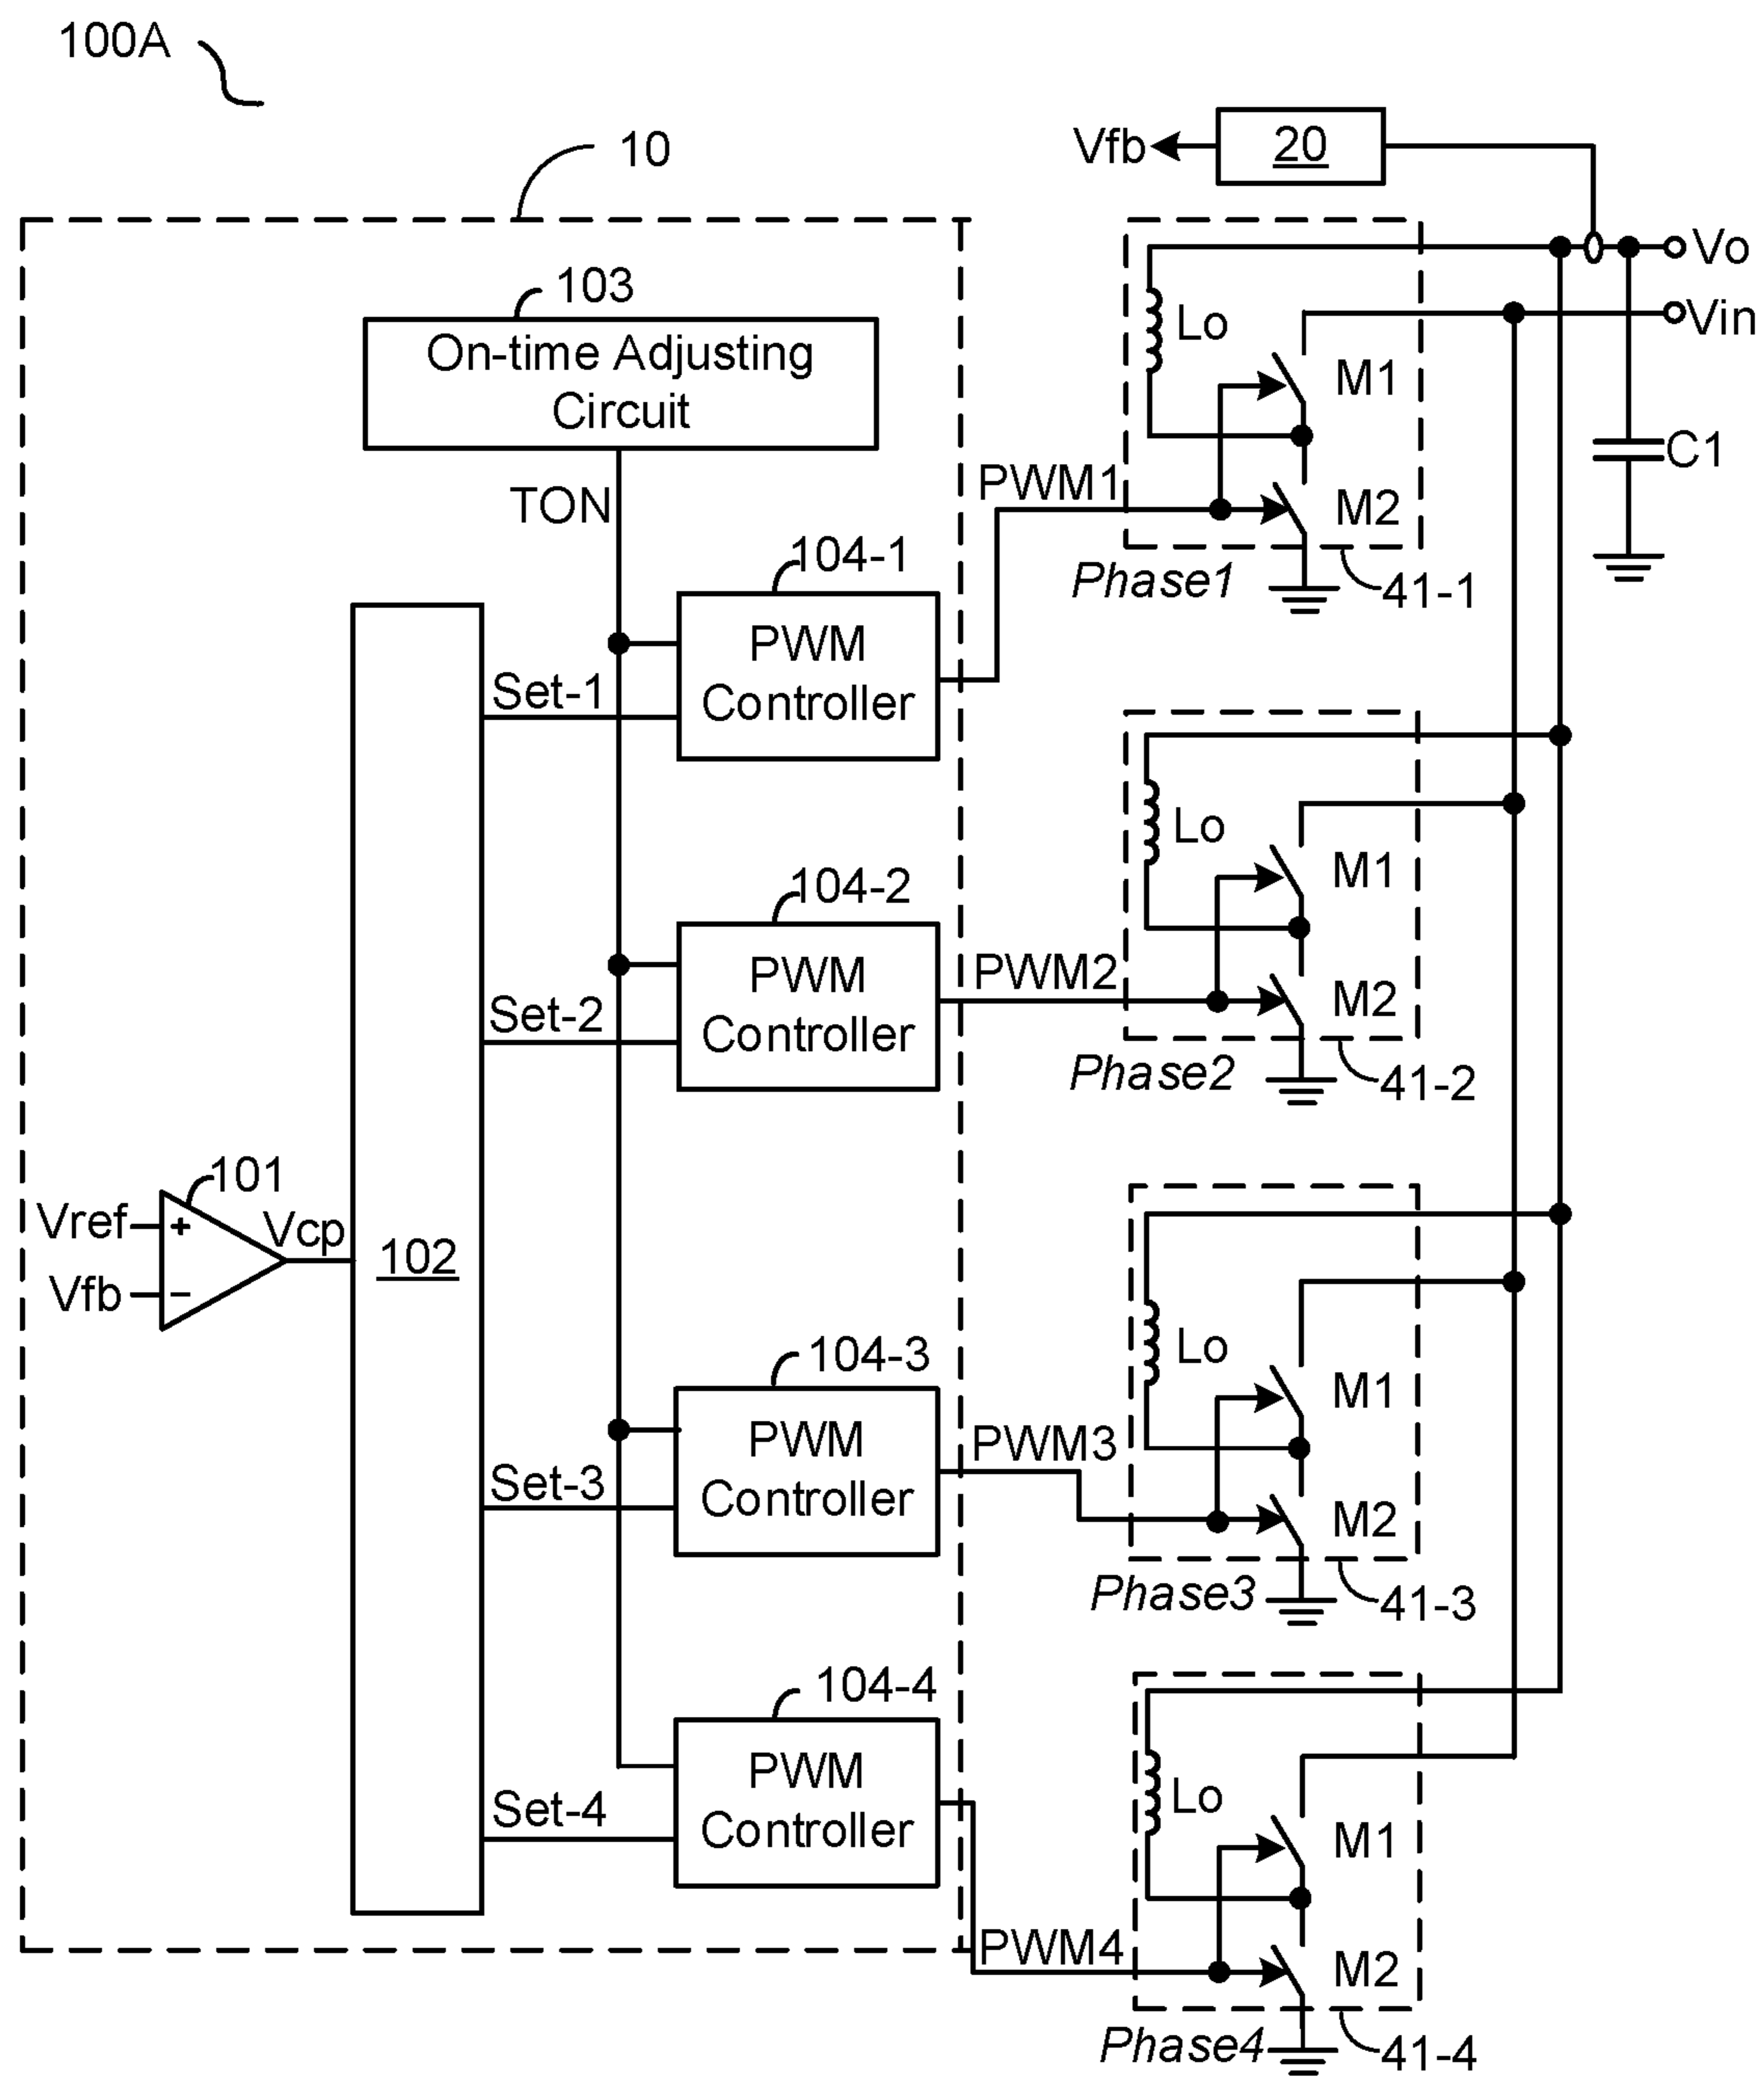 100A
10
Vfb
20
Vo
Vin
103
On-time Adjusting
Circuit
TON
Lo
M1
M2
C1
PWM1
Phase1
41-1
104-1
PWM
Controller
Set-1
Lo
M1
M2
104-2
PWM
Controller
Set-2
PWM2
Phase2
41-2
101
Vref
+
Vfb
−
Vcp
102
Lo
M1
M2
104-3
PWM
Controller
Set-3
PWM3
Phase3
41-3
104-4
PWM
Controller
Set-4
Lo
M1
M2
PWM4
Phase4
41-4